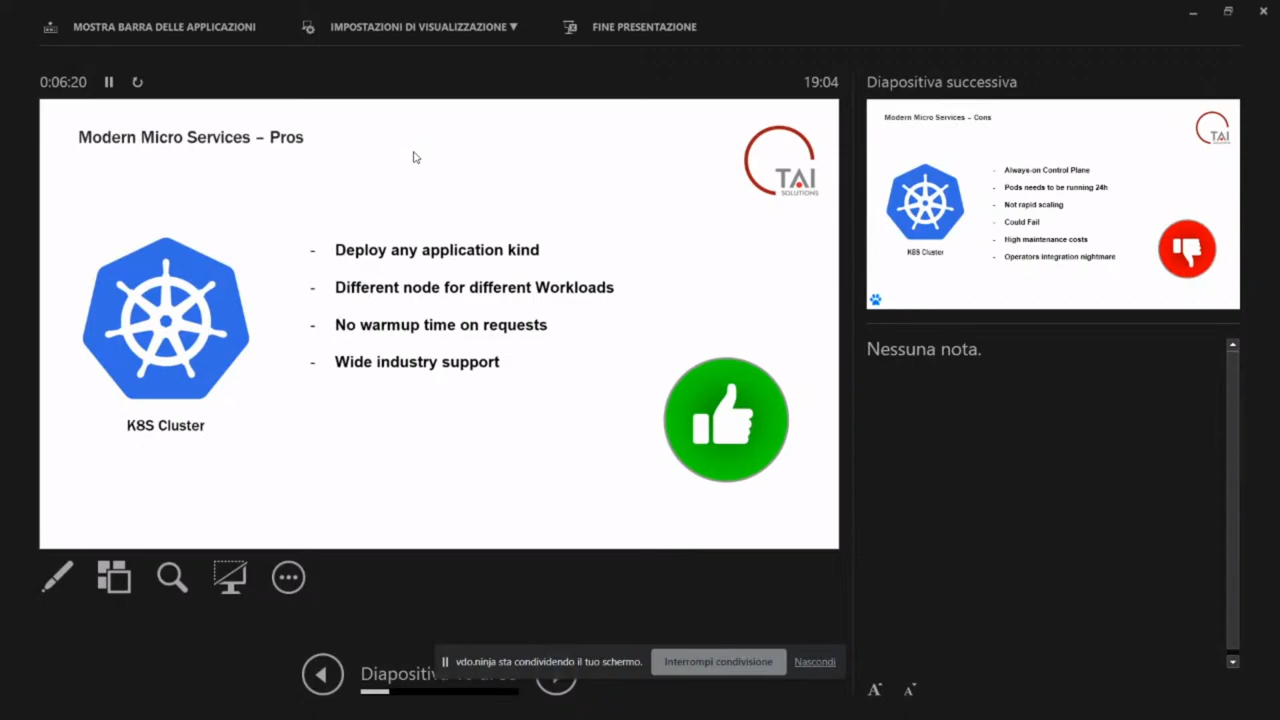 MOSTRA BARRA DELLE APPLICAZIONI
IMPOSTAZIONI DI VISUALIZZAZIONE ▼
FINE PRESENTAZIONE
0:06:20
19:04
Modern Micro Services – Pros
TAI
SOLUTIONS
- Deploy any application kind
- Different node for different Workloads
- No warmup time on requests
- Wide industry support
K8S Cluster
Diapositiva successiva
Modern Micro Services – Cons
TAI
SOLUTIONS
- Always-on Control Plane
- Pods needs to be running 24h
- Not rapid scaling
- Could Fail
- High maintenance costs
- Operators integration nightmare
K8S Cluster
Nessuna nota.
vdo.ninja sta condividendo il tuo schermo.
Interrompi condivisione
Nascondi
A A